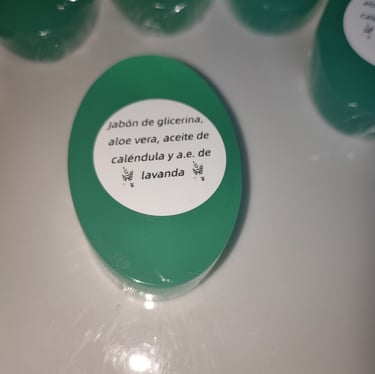 Jabón de glicerina,
aloe vera, aceite de
caléndula y a.e. de
lavanda